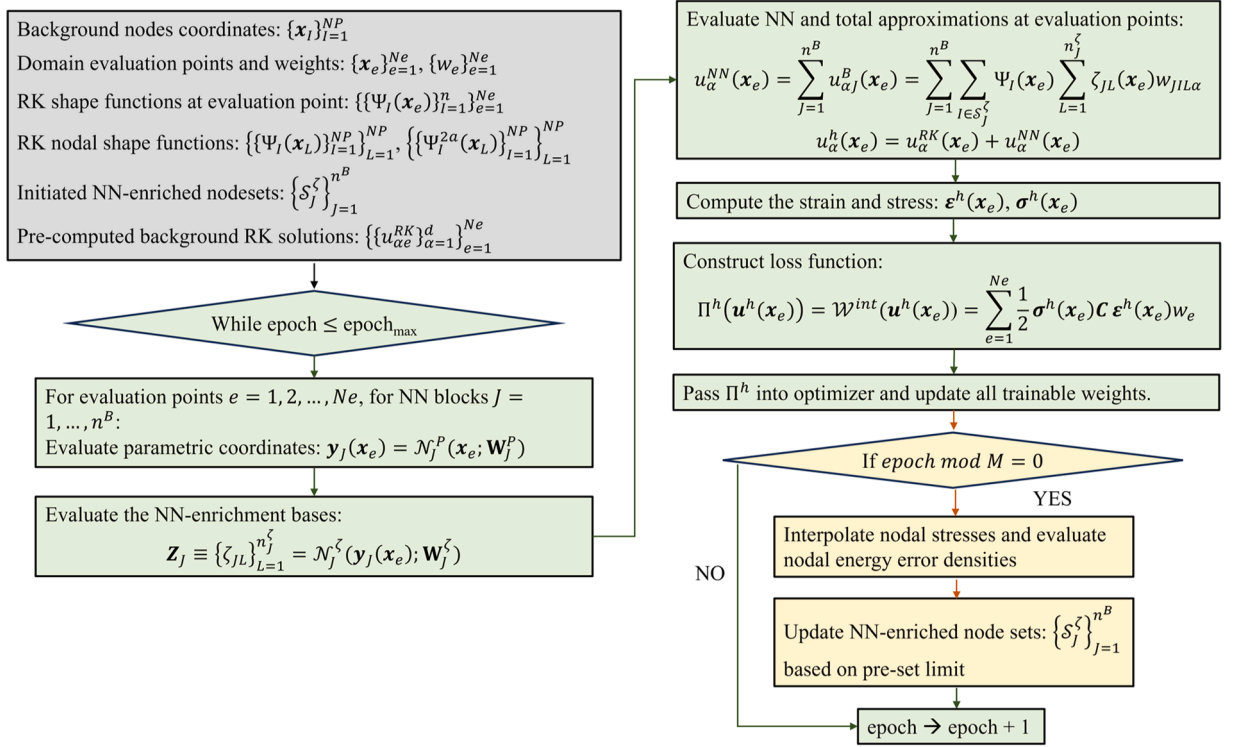 Background nodes coordinates: {𝒙_I}_{I=1}^{NP}
Domain evaluation points and weights: {𝒙_e}_{e=1}^{Ne}, {w_e}_{e=1}^{Ne}
RK shape functions at evaluation point: {{Ψ_I(𝒙_e)}_{I=1}^{n}}_{e=1}^{Ne}
RK nodal shape functions: {{Ψ_I(𝒙_L)}_{I=1}^{NP}}_{L=1}^{NP}, {{Ψ_I^{2a}(𝒙_L)}_{I=1}^{NP}}_{L=1}^{NP}
Initiated NN-enriched nodesets: {𝒮_J^ζ}_{J=1}^{n^B}
Pre-computed background RK solutions: {{u_{αe}^{RK}}_{α=1}^{d}}_{e=1}^{Ne}
While epoch ≤ epoch_max
For evaluation points e = 1, 2, …, Ne, for NN blocks J =
1, …, n^B:
Evaluate parametric coordinates: 𝒚_J(𝒙_e) = 𝒩_J^P(𝒙_e; 𝐖_J^P)
Evaluate the NN-enrichment bases:
𝒁_J ≡ {ζ_{JL}}_{L=1}^{n_J^ζ} = 𝒩_J^ζ(𝒚_J(𝒙_e); 𝐖_J^ζ)
Evaluate NN and total approximations at evaluation points:
u_α^{NN}(𝒙_e) = ∑_{J=1}^{n^B} u_{αJ}^B(𝒙_e) = ∑_{J=1}^{n^B} ∑_{I∈𝒮_J^ζ} Ψ_I(𝒙_e) ∑_{L=1}^{n_J^ζ} ζ_{JL}(𝒙_e)w_{JILα}
u_α^h(𝒙_e) = u_α^{RK}(𝒙_e) + u_α^{NN}(𝒙_e)
Compute the strain and stress: 𝜺^h(𝒙_e), 𝝈^h(𝒙_e)
Construct loss function:
Π^h(𝒖^h(𝒙_e)) = 𝒲^{int}(𝒖^h(𝒙_e)) = ∑_{e=1}^{Ne} 1/2 𝝈^h(𝒙_e)𝑪 𝜺^h(𝒙_e)w_e
Pass Π^h into optimizer and update all trainable weights.
If epoch mod M = 0
YES
Interpolate nodal stresses and evaluate
nodal energy error densities
NO
Update NN-enriched node sets: {𝒮_J^ζ}_{J=1}^{n^B}
based on pre-set limit
epoch → epoch + 1